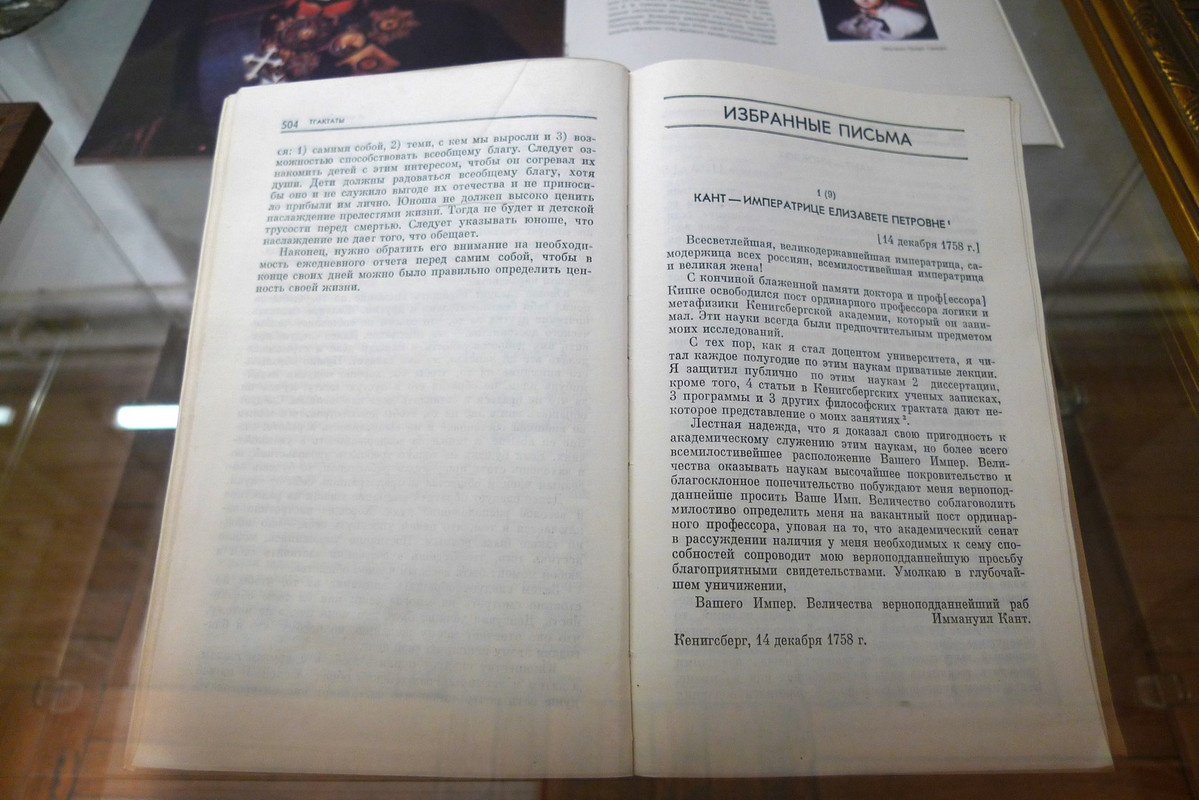 504 ТРАКТАТЫ
ся: 1) самими собой, 2) теми, с кем мы выросли и 3) воз-
можностью способствовать всеобщему благу. Следует оз-
накомить детей с этим интересом, чтобы он согревал их
души. Дети должны радоваться всеобщему благу, хотя
бы оно и не служило выгоде их отечества и не приноси-
ло прибыли им лично. Юноша не должен высоко ценить
наслаждение прелестями жизни. Тогда не будет и детской
трусости перед смертью. Следует указывать юноше, что
наслаждение не дает того, что обещает.
Наконец, нужно обратить его внимание на необходи-
мость ежедневного отчета перед самим собой, чтобы в
конце своих дней можно было правильно определить цен-
ность своей жизни.
ИЗБРАННЫЕ ПИСЬМА
1 (9)
КАНТ — ИМПЕРАТРИЦЕ ЕЛИЗАВЕТЕ ПЕТРОВНЕ¹
[14 декабря 1758 г.]
Всесветлейшая, великодержавнейшая императрица, са-
модержица всех россиян, всемилостивейшая императрица
и великая жена!
С кончиной блаженной памяти доктора и проф[ессора]
Кипке освободился пост ординарного профессора логики и
метафизики Кенигсбергской академии, который он зани-
мал. Эти науки всегда были предпочтительным предметом
моих исследований.
С тех пор, как я стал доцентом университета, я чи-
тал каждое полугодие по этим наукам приватные лекции.
Я защитил публично по этим наукам 2 диссертации,
кроме того, 4 статьи в Кенигсбергских ученых записках,
3 программы и 3 других философских трактата дают не-
которое представление о моих занятиях².
Лестная надежда, что я доказал свою пригодность к
академическому служению этим наукам, но более всего
всемилостивейшее расположение Вашего Импер. Вели-
чества оказывать наукам высочайшее покровительство и
благосклонное попечительство побуждают меня верnопод-
даннейше просить Ваше Имп. Величество соблаговолить
милостиво определить меня на вакантный пост ординар-
ного профессора, уповая на то, что академический сенат
в рассуждении наличия у меня необходимых к сему спо-
собностей сопроводит мою верноподданнейшую просьбу
благоприятными свидетельствами. Умолкаю в глубочай-
шем уничижении,
Вашего Импер. Величества верноподданнейший раб
Иммануил Кант.
Кенигсберг, 14 декабря 1758 г.